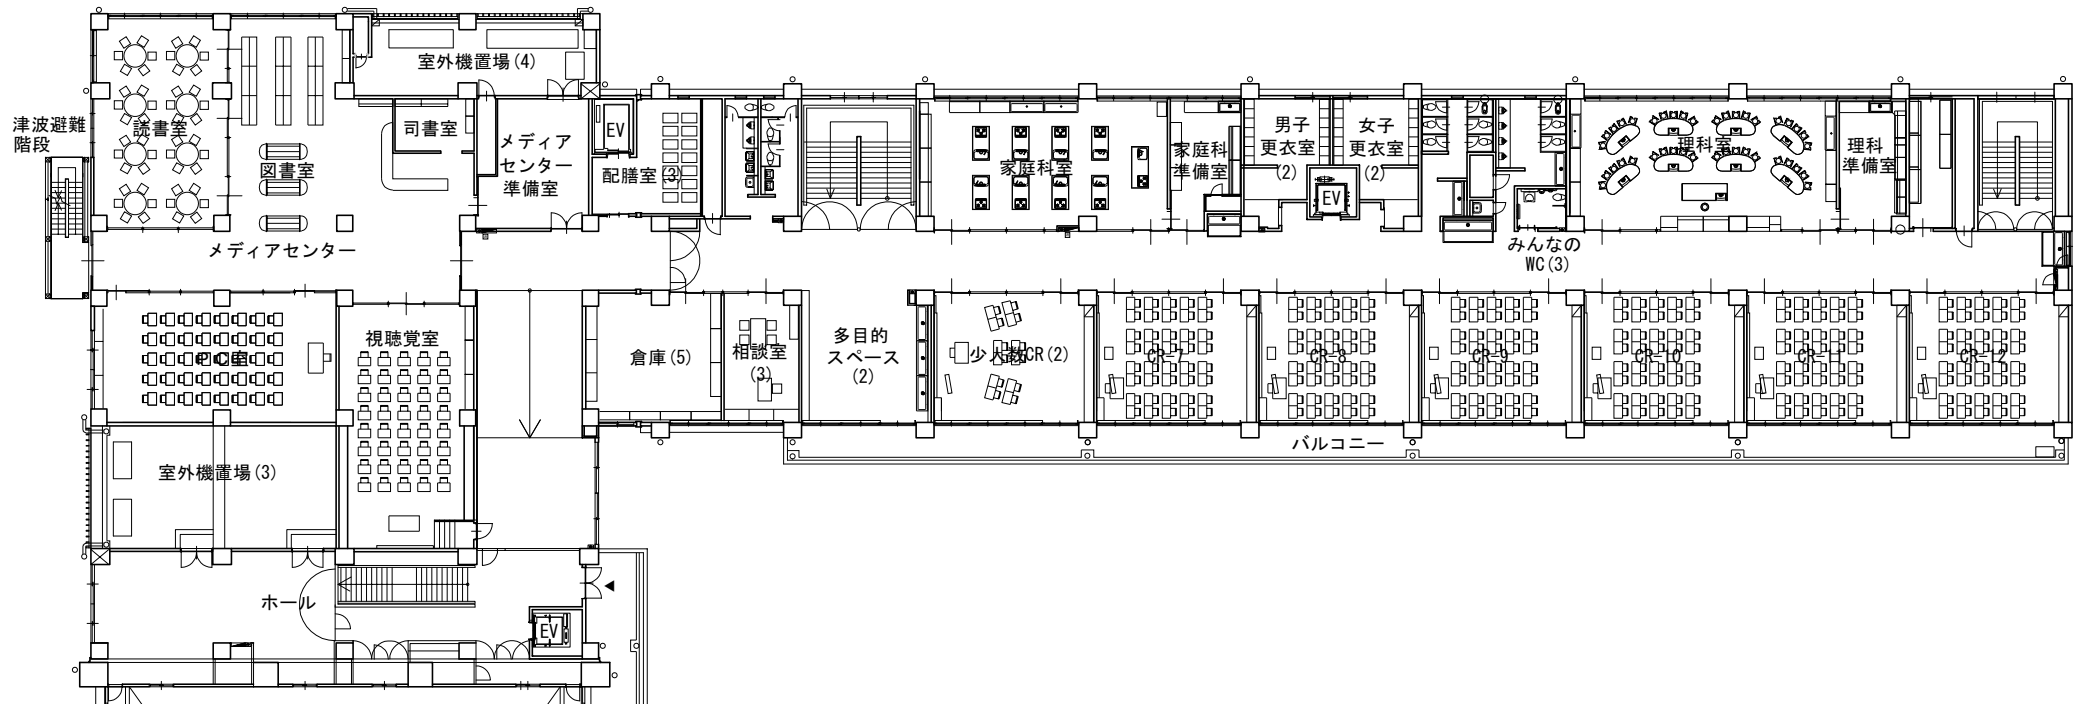 室外機置場(4)
津波避難
階段
読書室
図書室
司書室
メディア
センター
準備室
EV
配膳室(3)
家庭科室
家庭科
準備室
男子
更衣室
(2)
女子
更衣室
(2)
EV
理科室
理科
準備室
メディアセンター
みんなの
WC(3)
PC室
視聴覚室
倉庫(5)
相談室
(3)
多目的
スペース
(2)
少人数CR(2)
CR-7
CR-8
CR-9
CR-10
CR-11
CR-12
バルコニー
室外機置場(3)
ホール
EV